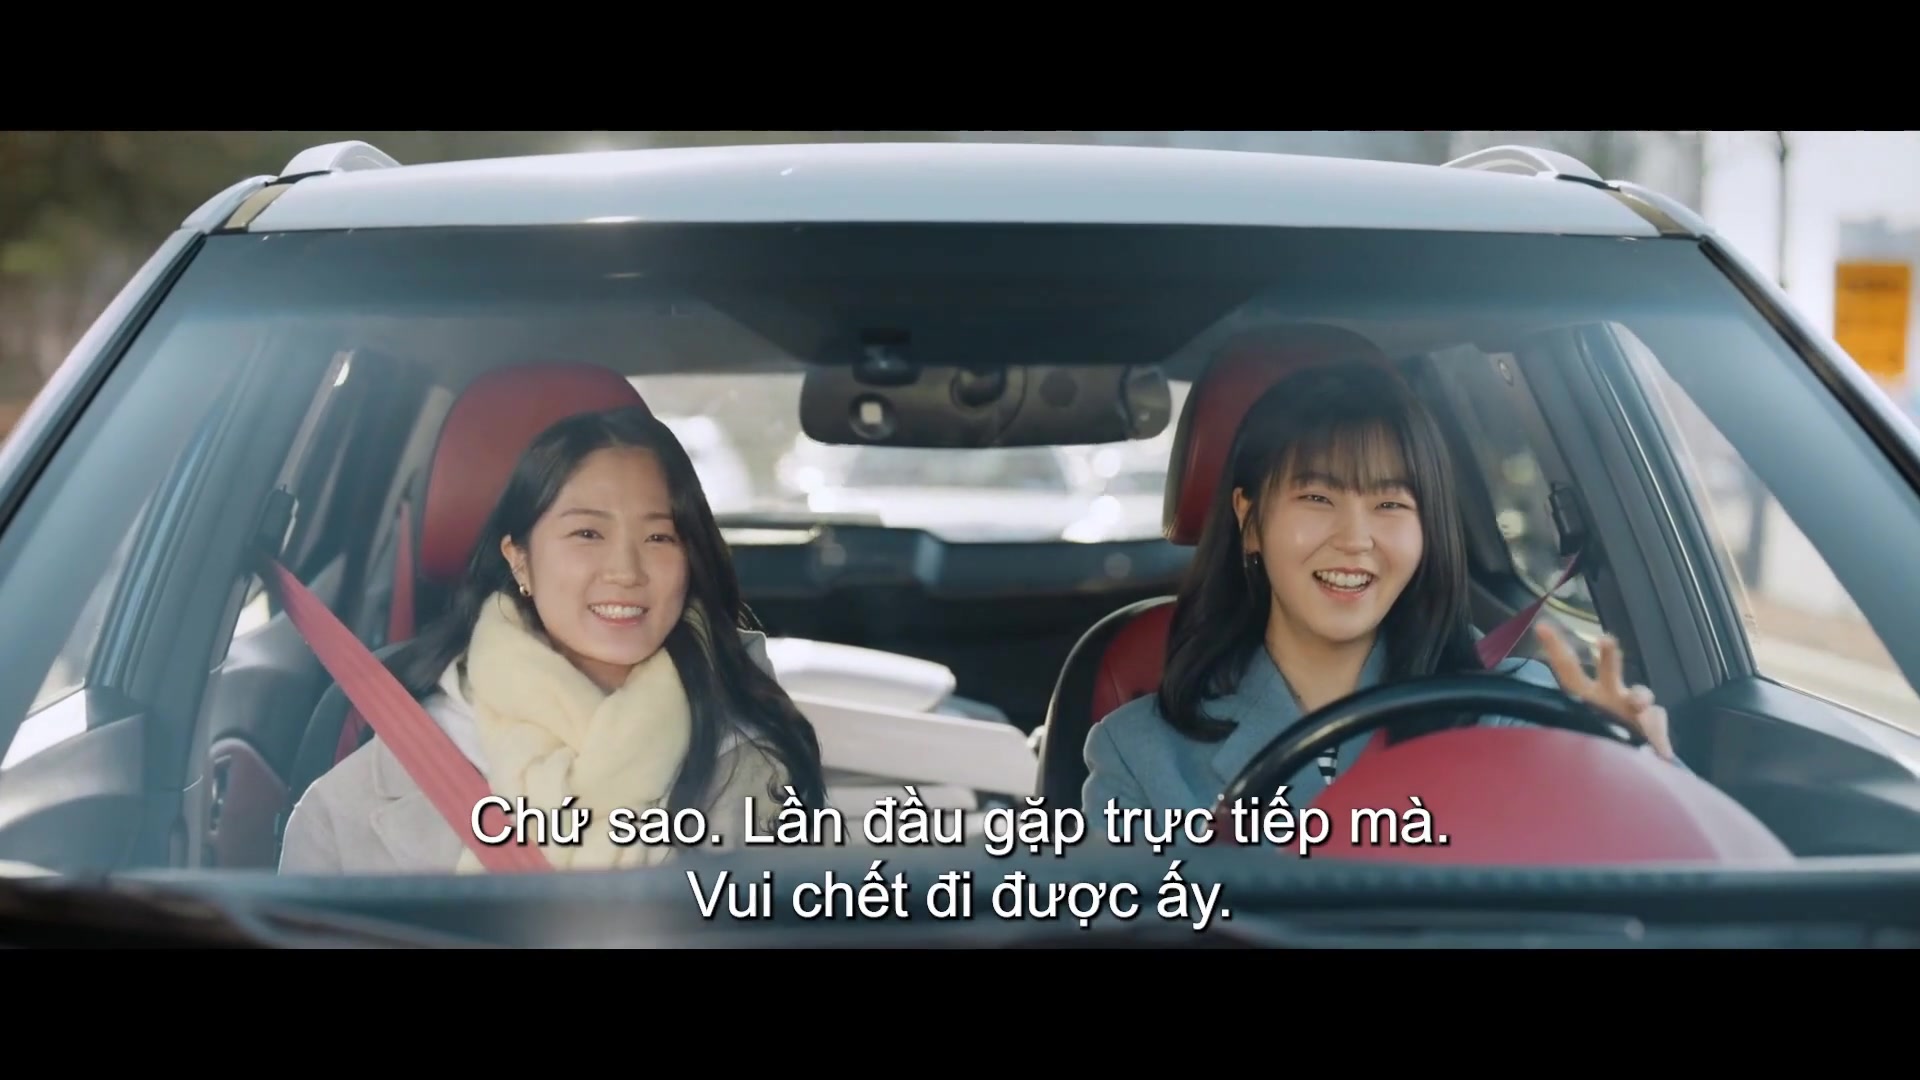 Chứ sao. Lần đầu gặp trực tiếp mà.
Vui chết đi được ấy.